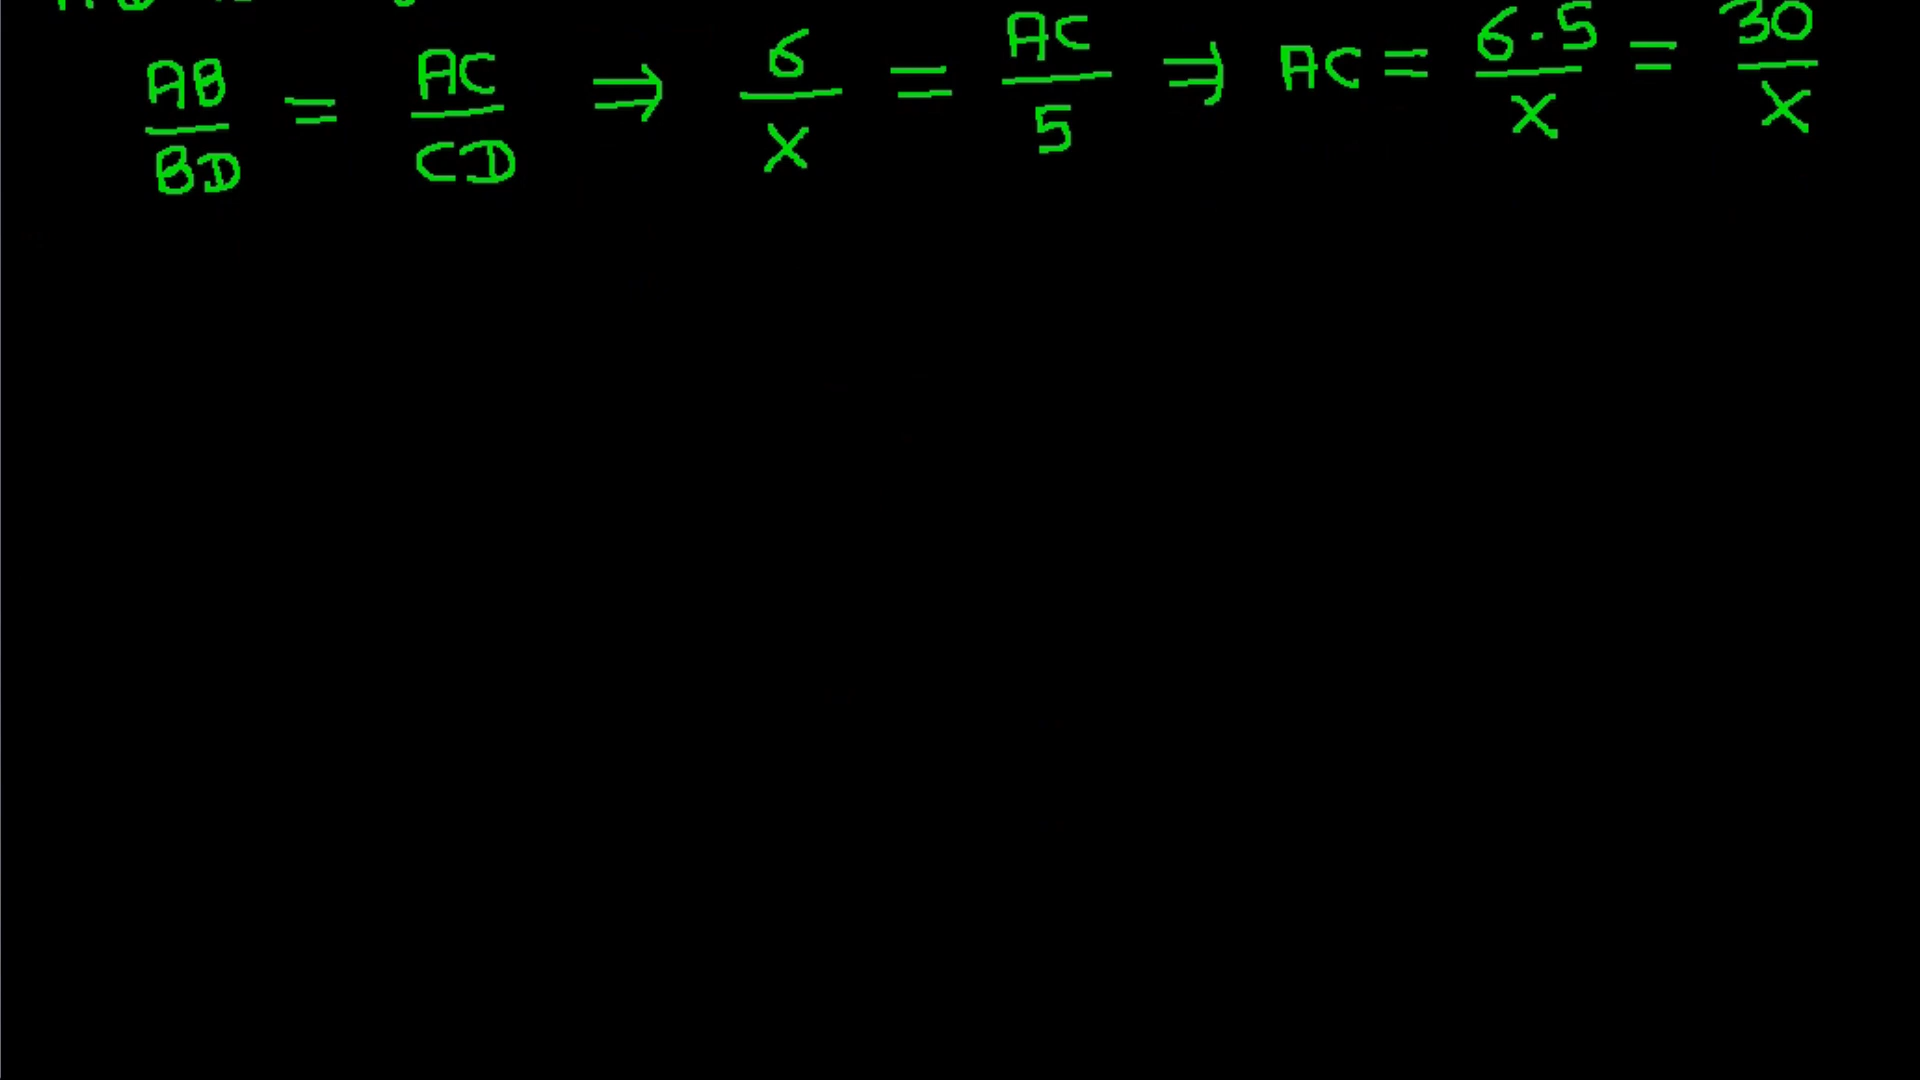 AB/BD = AC/CD ⇒ 6/x = AC/5 ⇒ AC = 6·5/x = 30/x